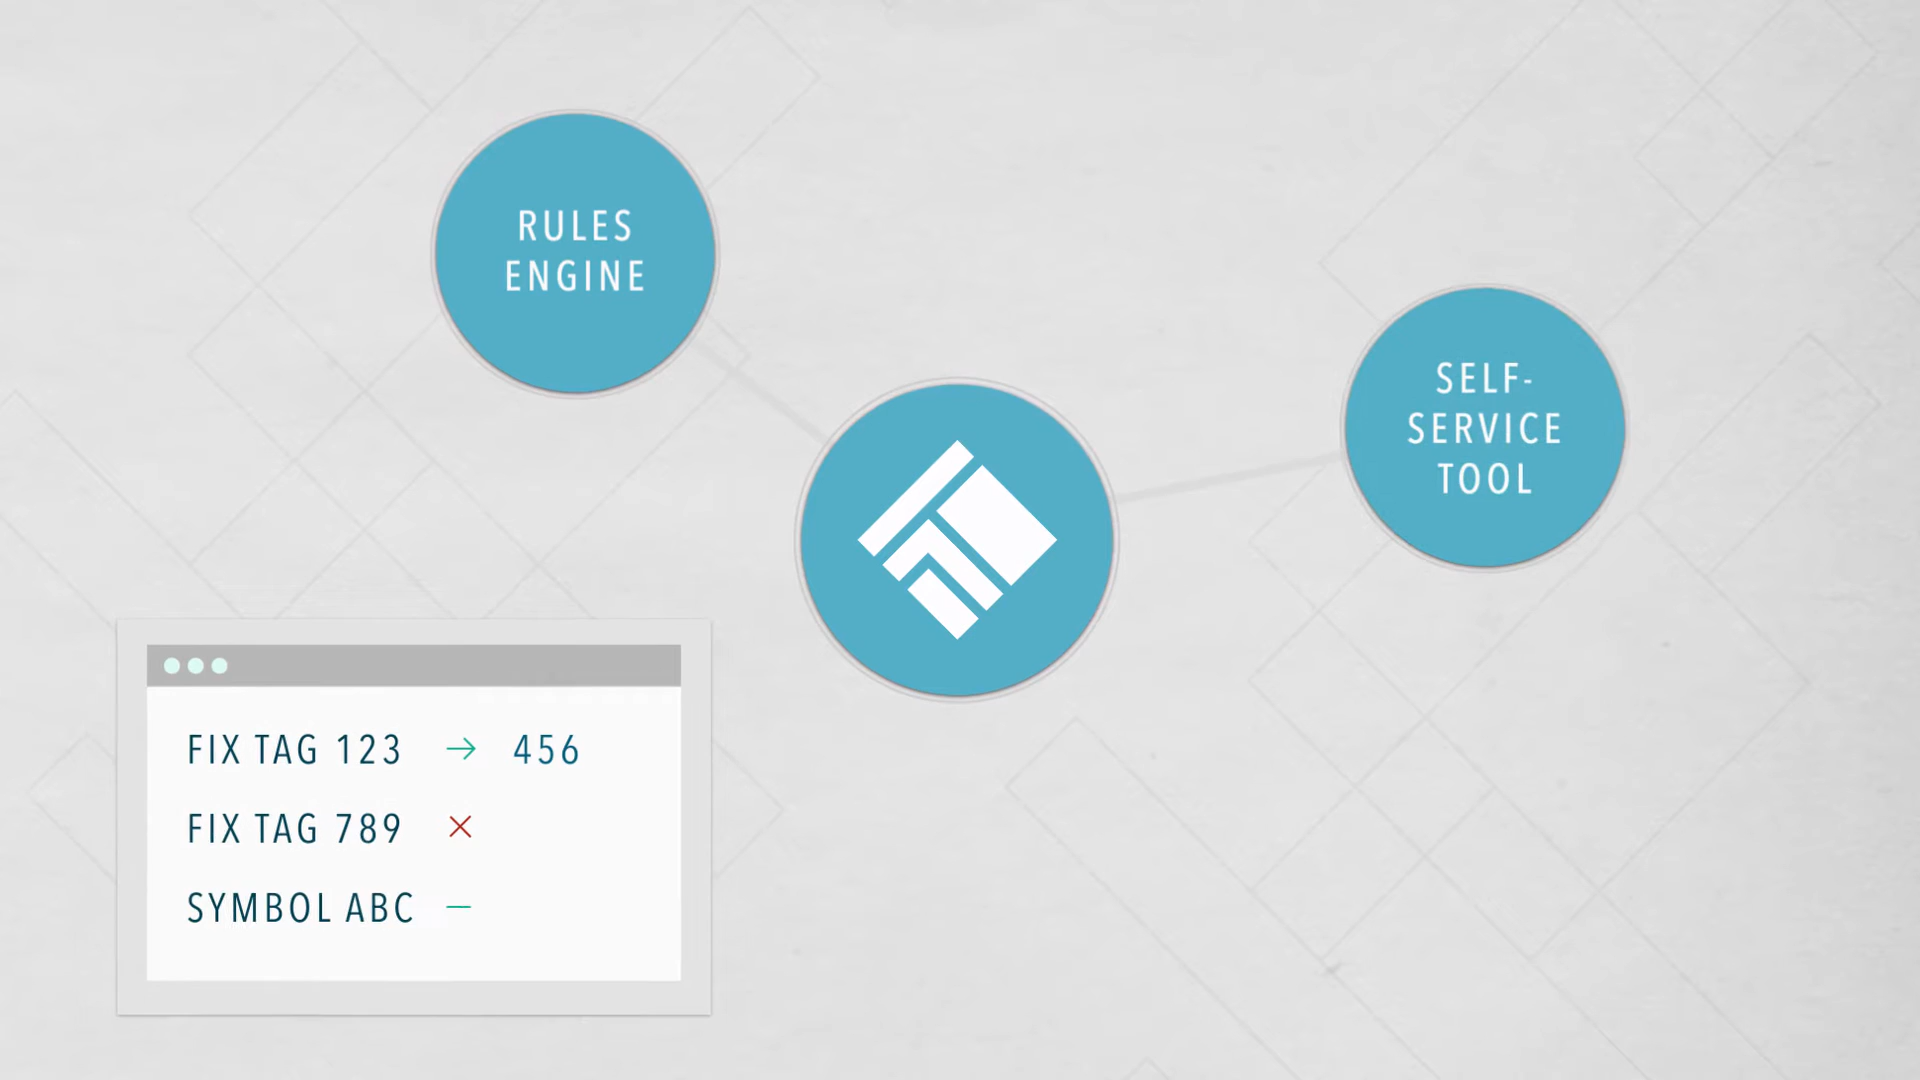 RULES
ENGINE
SELF-
SERVICE
TOOL
FIX TAG 123 → 456
FIX TAG 789 ×
SYMBOL ABC —